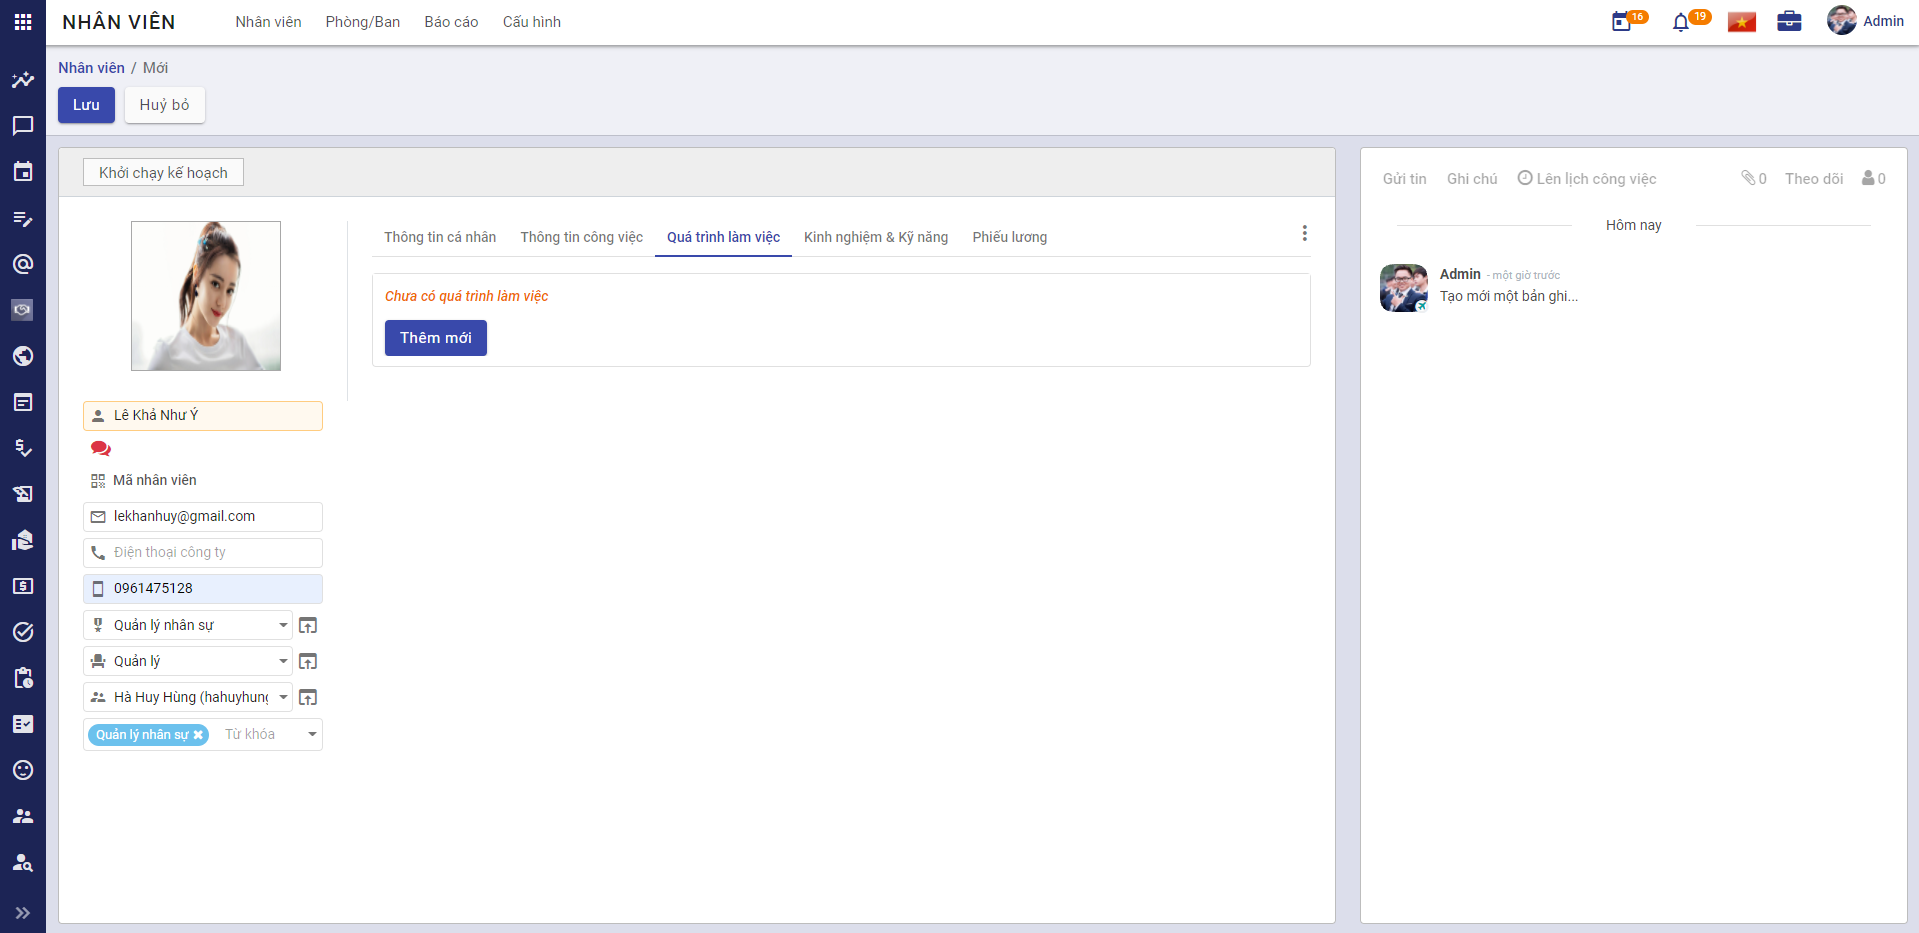 NHÂN VIÊN
Nhân viên
Phòng/Ban
Báo cáo
Cấu hình
16
19
Admin
Nhân viên / Mới
Lưu
Huỷ bỏ
Khởi chạy kế hoạch
Thông tin cá nhân
Thông tin công việc
Quá trình làm việc
Kinh nghiệm & Kỹ năng
Phiếu lương
Chưa có quá trình làm việc
Thêm mới
Lê Khả Như Ý
Mã nhân viên
lekhanhuy@gmail.com
Điện thoại công ty
0961475128
Quản lý nhân sự
Quản lý
Hà Huy Hùng (hahuyhung
Quản lý nhân sự
Từ khóa
Gửi tin
Ghi chú
Lên lịch công việc
0
Theo dõi
0
Hôm nay
Admin - một giờ trước
Tạo mới một bản ghi...